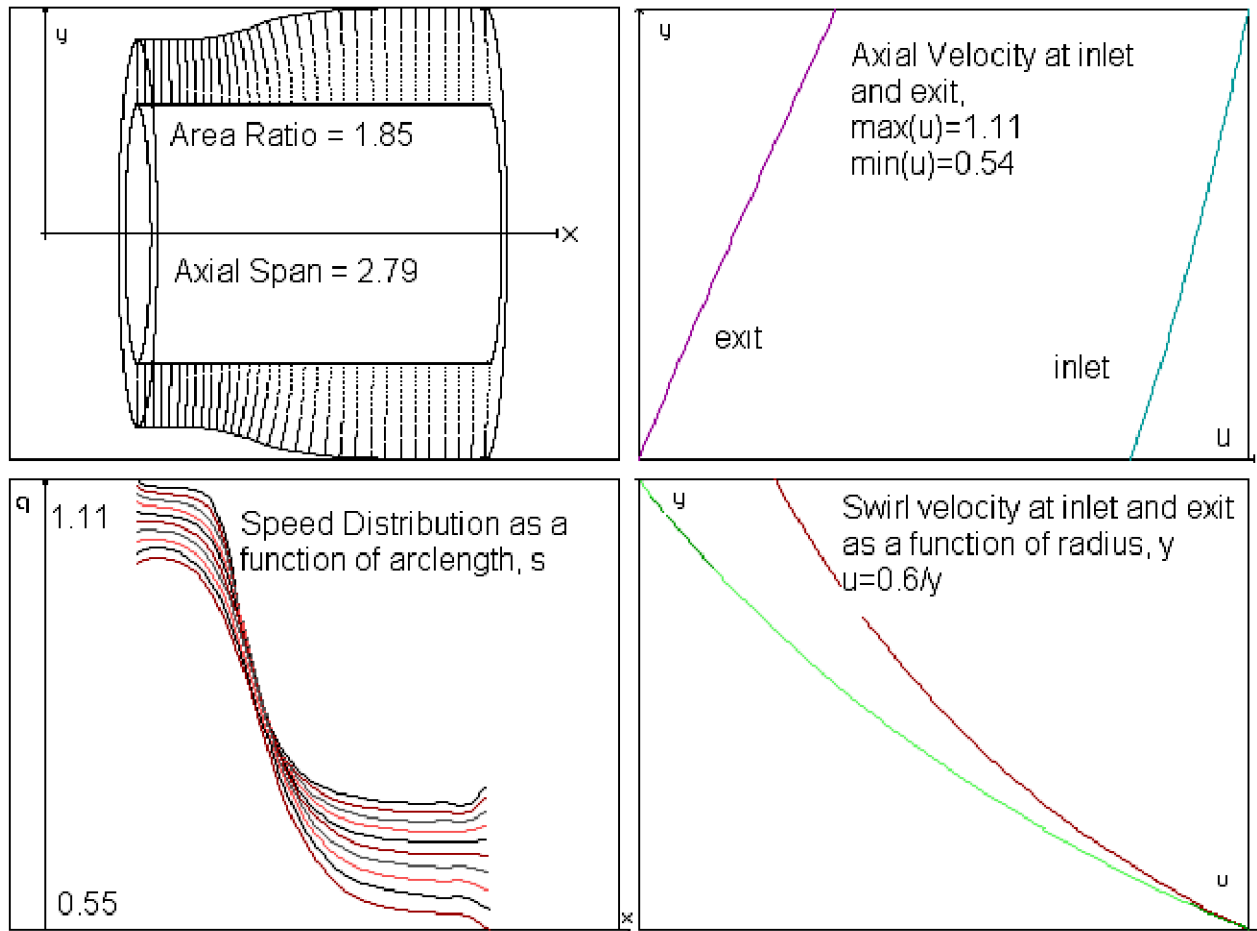 y
Area Ratio = 1.85
x
Axial Span = 2.79
y
Axial Velocity at inlet
and exit,
max(u)=1.11
min(u)=0.54
exit
inlet
u
q
1.11
Speed Distribution as a
function of arclength, s
0.55
x
y
Swirl velocity at inlet and exit
as a function of radius, y
u=0.6/y
u